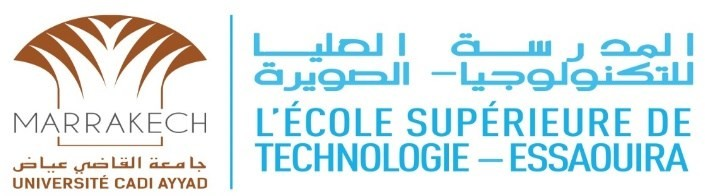 MARRAKECH
جامعة القاضي عياض
UNIVERSITÉ CADI AYYAD
المدرسة العليا
للتكنولوجيا– الصويرة
L'ÉCOLE SUPÉRIEURE DE
TECHNOLOGIE – ESSAOUIRA